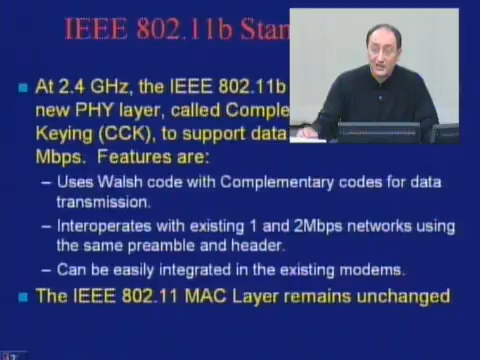 IEEE 802.11b Stan
At 2.4 GHz, the IEEE 802.11b
new PHY layer, called Comple
Keying (CCK), to support data
Mbps. Features are:
– Uses Walsh code with Complementary codes for data
transmission.
– Interoperates with existing 1 and 2Mbps networks using
the same preamble and header.
– Can be easily integrated in the existing modems.
The IEEE 802.11 MAC Layer remains unchanged